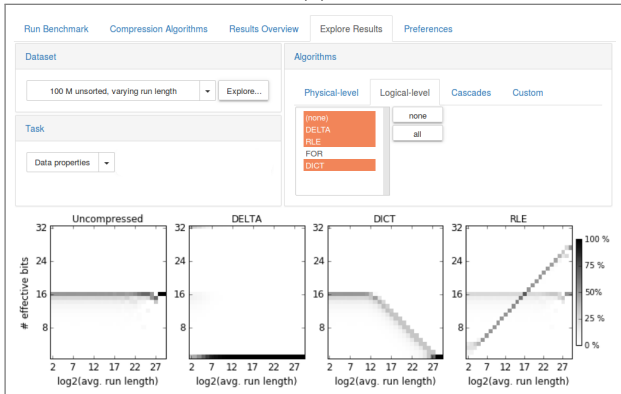 Run Benchmark Compression Algorithms Results Overview Explore Results Preferences
Dataset
100 M unsorted, varying run length Explore...
Task
Data properties
Algorithms
Physical-level Logical-level Cascades Custom
(none)
DELTA
RLE
FOR
DICT
none
all
Uncompressed DELTA DICT RLE
# effective bits
32 32 32 32
24 24 24 24
16 16 16 16
8 8 8 8
100 %
75 %
50%
25 %
0 %
2 7 12 17 22 27 2 7 12 17 22 27 2 7 12 17 22 27 2 7 12 17 22 27
log2(avg. run length) log2(avg. run length) log2(avg. run length) log2(avg. run length)